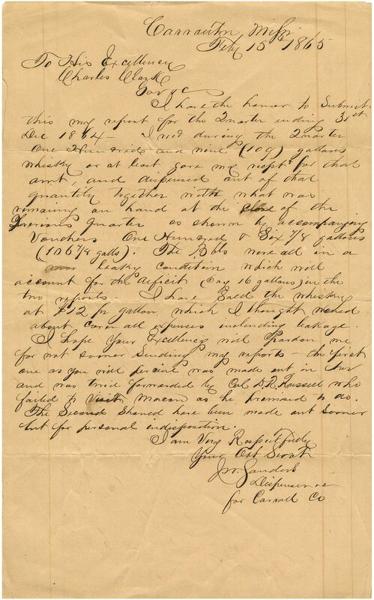 Carrollton Missi
Feby 15th 1865
To His Excellency
Charles Clark
Gov &c
I have the honor to Submit
this my report for the Quarter ending 31st
Dec 1864 — I recd during the Quarter
One Hundred and nine (109) gallons
whiskey or at least gave my recpt for that
amt, and dispensed out of that
quantity together with what was
remaining on hand at the close of the
Previous Quarter as shown by accompanying
Vouchers One Hundred & Six 7/8 gallons
(106 7/8 galls). The Bbls were all in a
very leaky condition which will
account for the deficit (Say 16 gallons) in the
two reports. I have Sold the whiskey
at $12 pr gallon which I thought would
about cover all expenses including leakage.
I hope Your Excellency will pardon me
for not sooner Sending my reports — the first
one as you will perceive was made out in
and was to be forwarded by Col D. R. Russell who
failed to visit Macon as he promised to do.
The Second Should have been made out Sooner
but for personal indisposition.
I am Very Respectfully
Your Obt Servt
J W Sanders
Dispenser
for Carroll Co